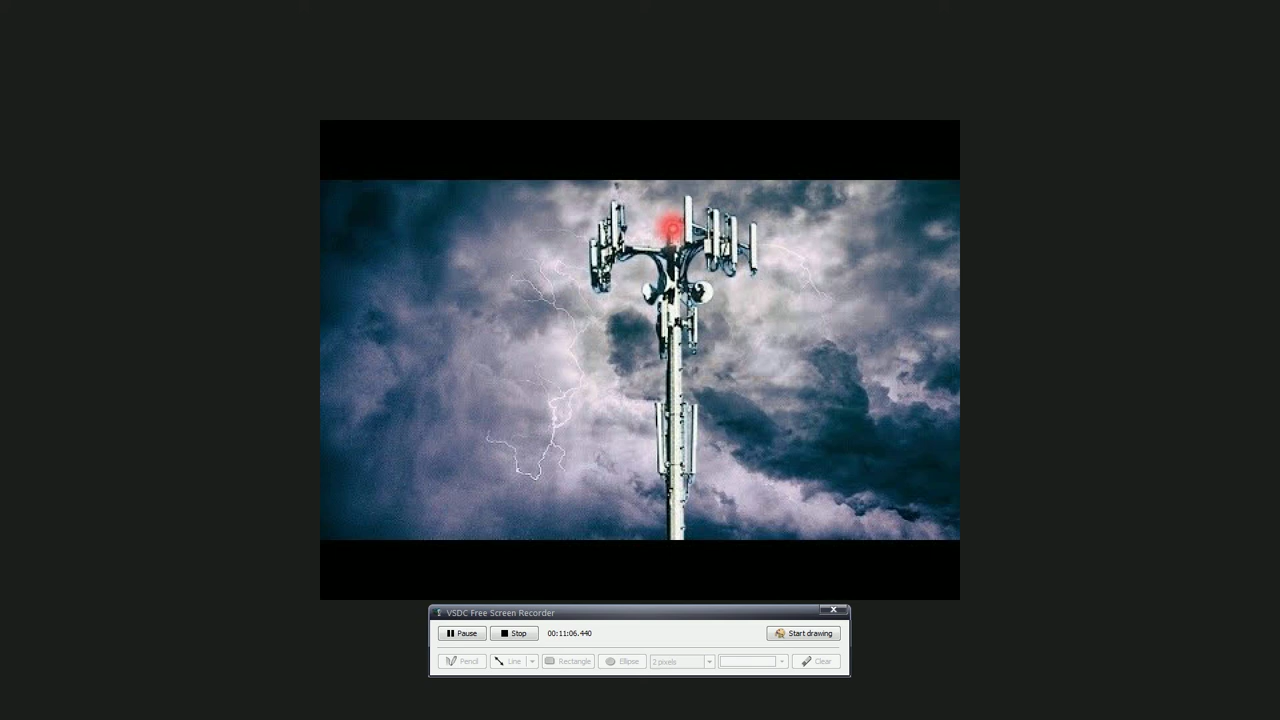 VSDC Free Screen Recorder
Pause Stop 00:11:06.440 Start drawing
Pencil Line Rectangle Ellipse 2 pixels Clear